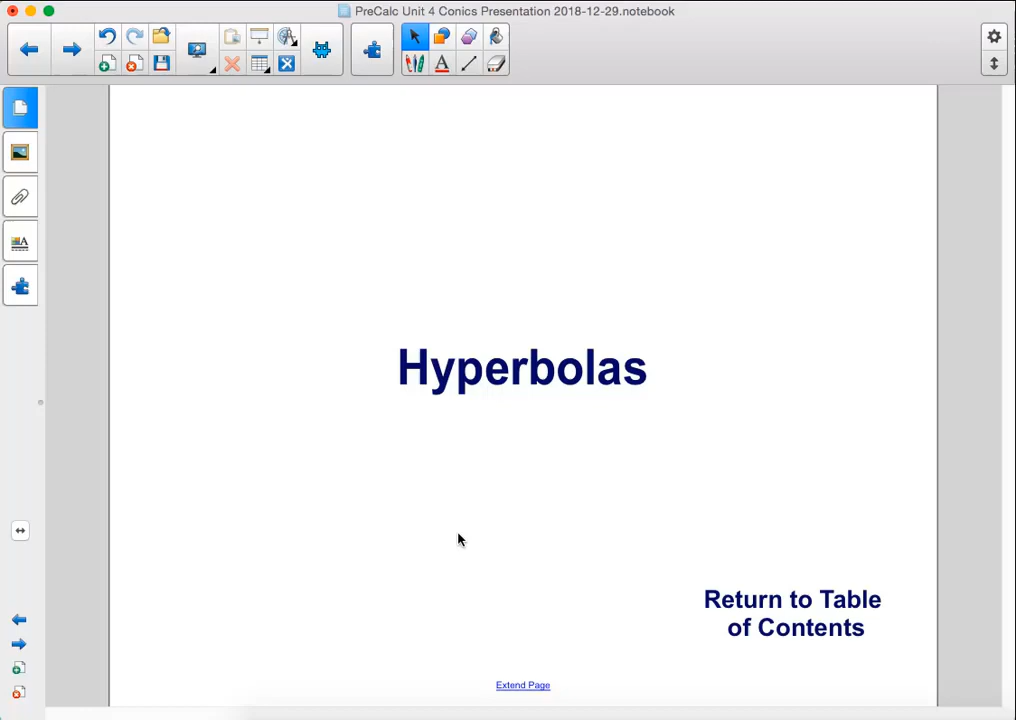 PreCalc Unit 4 Conics Presentation 2018-12-29.notebook
Hyperbolas
Return to Table
of Contents
Extend Page